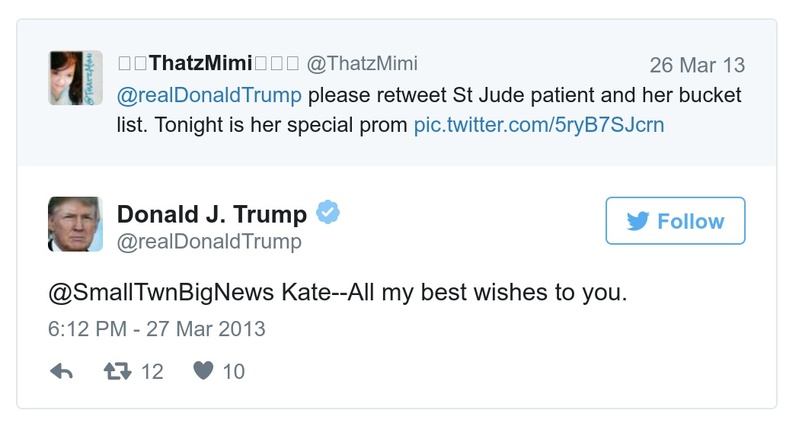 □□ThatzMimi□□□ @ThatzMimi 26 Mar 13
@realDonaldTrump please retweet St Jude patient and her bucket
list. Tonight is her special prom pic.twitter.com/5ryB7SJcrn
Donald J. Trump
@realDonaldTrump
Follow
@SmallTwnBigNews Kate--All my best wishes to you.
6:12 PM - 27 Mar 2013
12 10